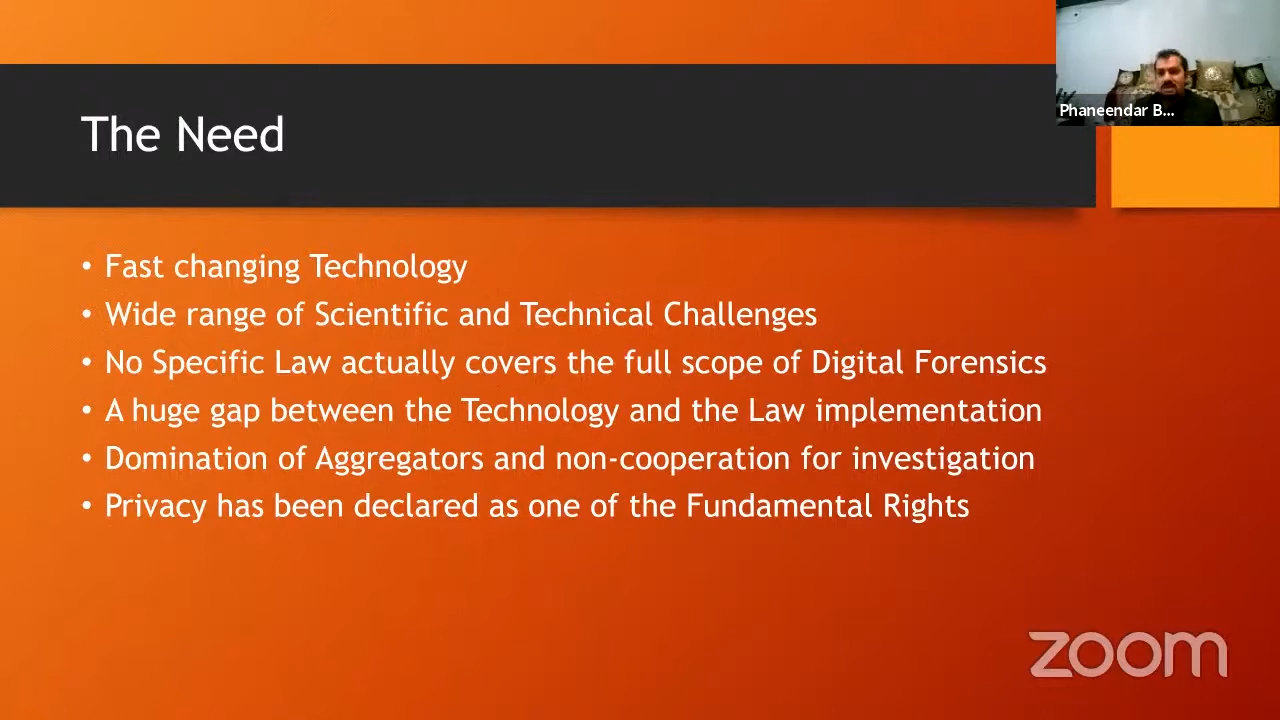 Phaneendar B...
The Need
• Fast changing Technology
• Wide range of Scientific and Technical Challenges
• No Specific Law actually covers the full scope of Digital Forensics
• A huge gap between the Technology and the Law implementation
• Domination of Aggregators and non-cooperation for investigation
• Privacy has been declared as one of the Fundamental Rights
zoom